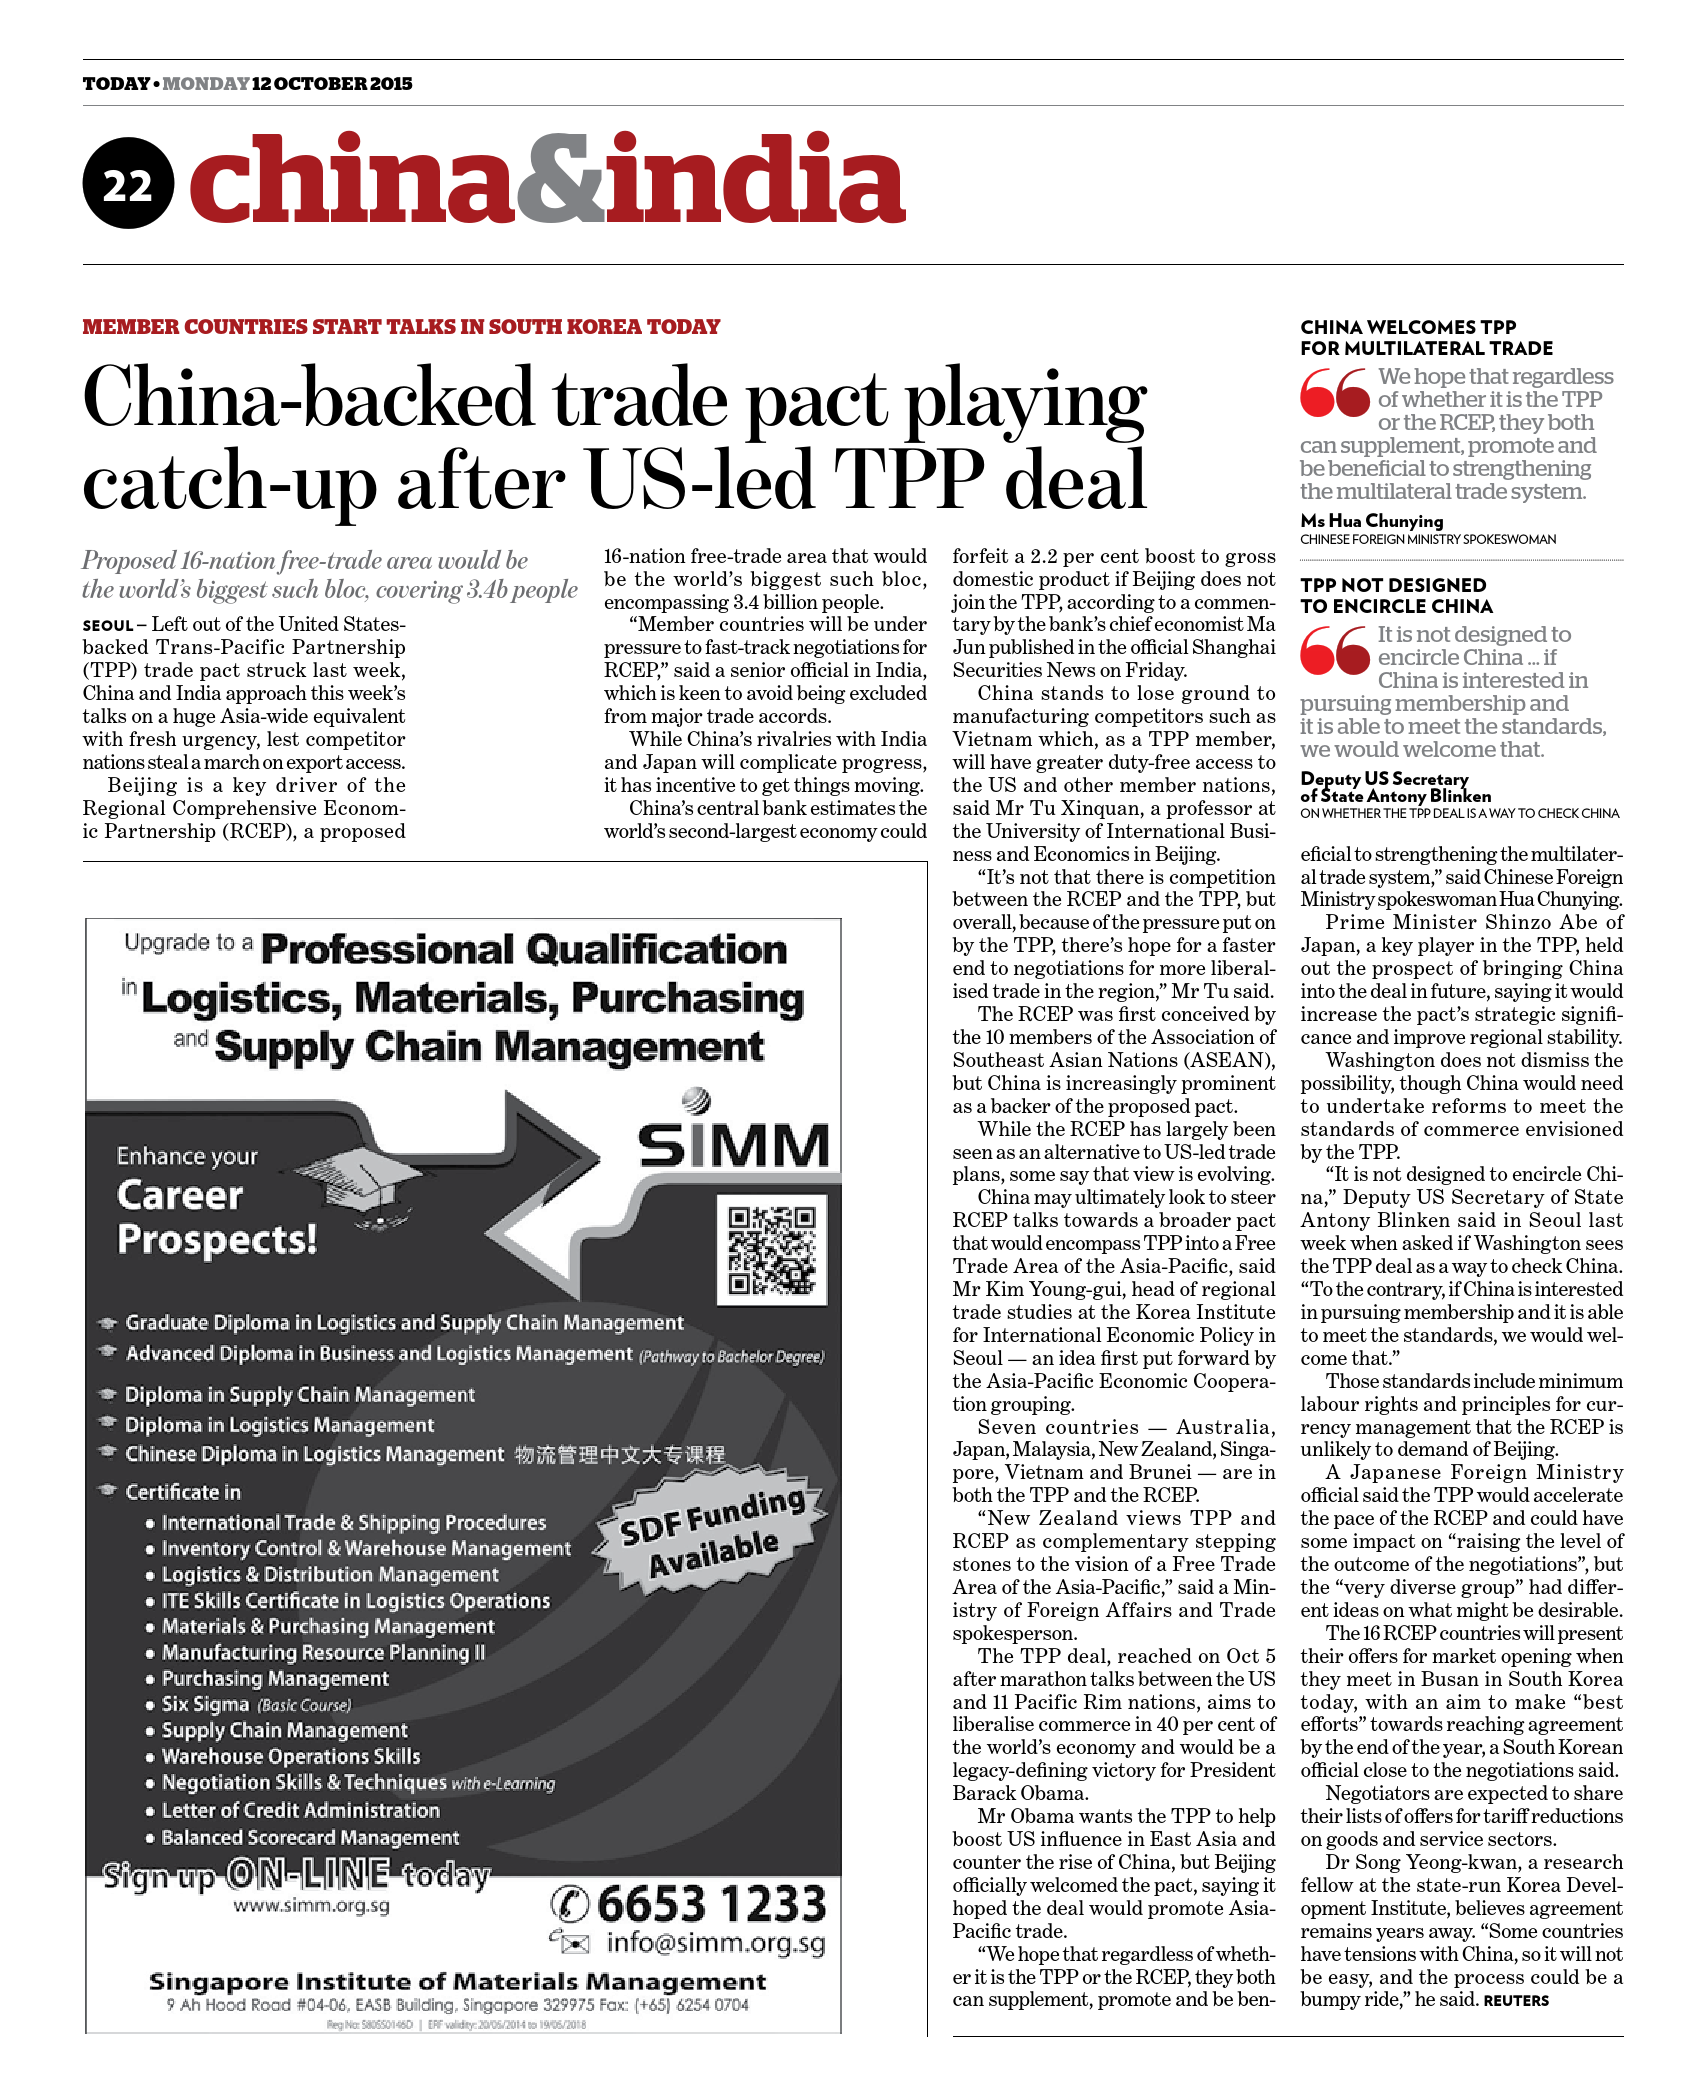 TODAY • MONDAY 12 OCTOBER 2015
22 china&india
MEMBER COUNTRIES START TALKS IN SOUTH KOREA TODAY
China-backed trade pact playing
catch-up after US-led TPP deal
Proposed 16-nation free-trade area would be
the world's biggest such bloc, covering 3.4b people
SEOUL – Left out of the United States-
backed Trans-Pacific Partnership
(TPP) trade pact struck last week,
China and India approach this week's
talks on a huge Asia-wide equivalent
with fresh urgency, lest competitor
nations steal a march on export access.
Beijing is a key driver of the
Regional Comprehensive Econom-
ic Partnership (RCEP), a proposed
16-nation free-trade area that would
be the world's biggest such bloc,
encompassing 3.4 billion people.
“Member countries will be under
pressure to fast-track negotiations for
RCEP,” said a senior official in India,
which is keen to avoid being excluded
from major trade accords.
While China's rivalries with India
and Japan will complicate progress,
it has incentive to get things moving.
China's central bank estimates the
world's second-largest economy could
forfeit a 2.2 per cent boost to gross
domestic product if Beijing does not
join the TPP, according to a commen-
tary by the bank's chief economist Ma
Jun published in the official Shanghai
Securities News on Friday.
China stands to lose ground to
manufacturing competitors such as
Vietnam which, as a TPP member,
will have greater duty-free access to
the US and other member nations,
said Mr Tu Xinquan, a professor at
the University of International Busi-
ness and Economics in Beijing.
“It's not that there is competition
between the RCEP and the TPP, but
overall, because of the pressure put on
by the TPP, there's hope for a faster
end to negotiations for more liberal-
ised trade in the region,” Mr Tu said.
The RCEP was first conceived by
the 10 members of the Association of
Southeast Asian Nations (ASEAN),
but China is increasingly prominent
as a backer of the proposed pact.
While the RCEP has largely been
seen as an alternative to US-led trade
plans, some say that view is evolving.
China may ultimately look to steer
RCEP talks towards a broader pact
that would encompass TPP into a Free
Trade Area of the Asia-Pacific, said
Mr Kim Young-gui, head of regional
trade studies at the Korea Institute
for International Economic Policy in
Seoul — an idea first put forward by
the Asia-Pacific Economic Coopera-
tion grouping.
Seven countries — Australia,
Japan, Malaysia, New Zealand, Singa-
pore, Vietnam and Brunei — are in
both the TPP and the RCEP.
“New Zealand views TPP and
RCEP as complementary stepping
stones to the vision of a Free Trade
Area of the Asia-Pacific,” said a Min-
istry of Foreign Affairs and Trade
spokesperson.
The TPP deal, reached on Oct 5
after marathon talks between the US
and 11 Pacific Rim nations, aims to
liberalise commerce in 40 per cent of
the world's economy and would be a
legacy-defining victory for President
Barack Obama.
Mr Obama wants the TPP to help
boost US influence in East Asia and
counter the rise of China, but Beijing
officially welcomed the pact, saying it
hoped the deal would promote Asia-
Pacific trade.
“We hope that regardless of wheth-
er it is the TPP or the RCEP, they both
can supplement, promote and be ben-
CHINA WELCOMES TPP
FOR MULTILATERAL TRADE
We hope that regardless
of whether it is the TPP
or the RCEP, they both
can supplement, promote and
be beneficial to strengthening
the multilateral trade system.
Ms Hua Chunying
CHINESE FOREIGN MINISTRY SPOKESWOMAN
TPP NOT DESIGNED
TO ENCIRCLE CHINA
It is not designed to
encircle China ... if
China is interested in
pursuing membership and
it is able to meet the standards,
we would welcome that.
Deputy US Secretary
of State Antony Blinken
ON WHETHER THE TPP DEAL IS A WAY TO CHECK CHINA
eficial to strengthening the multilater-
al trade system,” said Chinese Foreign
Ministry spokeswoman Hua Chunying.
Prime Minister Shinzo Abe of
Japan, a key player in the TPP, held
out the prospect of bringing China
into the deal in future, saying it would
increase the pact's strategic signifi-
cance and improve regional stability.
Washington does not dismiss the
possibility, though China would need
to undertake reforms to meet the
standards of commerce envisioned
by the TPP.
“It is not designed to encircle Chi-
na,” Deputy US Secretary of State
Antony Blinken said in Seoul last
week when asked if Washington sees
the TPP deal as a way to check China.
“To the contrary, if China is interested
in pursuing membership and it is able
to meet the standards, we would wel-
come that.”
Those standards include minimum
labour rights and principles for cur-
rency management that the RCEP is
unlikely to demand of Beijing.
A Japanese Foreign Ministry
official said the TPP would accelerate
the pace of the RCEP and could have
some impact on “raising the level of
the outcome of the negotiations”, but
the “very diverse group” had differ-
ent ideas on what might be desirable.
The 16 RCEP countries will present
their offers for market opening when
they meet in Busan in South Korea
today, with an aim to make “best
efforts” towards reaching agreement
by the end of the year, a South Korean
official close to the negotiations said.
Negotiators are expected to share
their lists of offers for tariff reductions
on goods and service sectors.
Dr Song Yeong-kwan, a research
fellow at the state-run Korea Devel-
opment Institute, believes agreement
remains years away. “Some countries
have tensions with China, so it will not
be easy, and the process could be a
bumpy ride,” he said. REUTERS
Upgrade to a Professional Qualification
in Logistics, Materials, Purchasing
and Supply Chain Management
SiMM
Enhance your
Career
Prospects!
Graduate Diploma in Logistics and Supply Chain Management
Advanced Diploma in Business and Logistics Management (Pathway to Bachelor Degree)
Diploma in Supply Chain Management
Diploma in Logistics Management
Chinese Diploma in Logistics Management 物流管理中文大专课程
Certificate in
• International Trade & Shipping Procedures
• Inventory Control & Warehouse Management
• Logistics & Distribution Management
• ITE Skills Certificate in Logistics Operations
• Materials & Purchasing Management
• Manufacturing Resource Planning II
• Purchasing Management
• Six Sigma (Basic Course)
• Supply Chain Management
• Warehouse Operations Skills
• Negotiation Skills & Techniques with e-Learning
• Letter of Credit Administration
• Balanced Scorecard Management
SDF Funding
Available
Sign up ON-LINE today
www.simm.org.sg
6653 1233
info@simm.org.sg
Singapore Institute of Materials Management
9 Ah Hood Road #04-06, EASB Building, Singapore 329975 Fax: (+65) 6254 0704
Reg No: S80SS0146D | ERF validity: 20/05/2014 to 19/05/2018